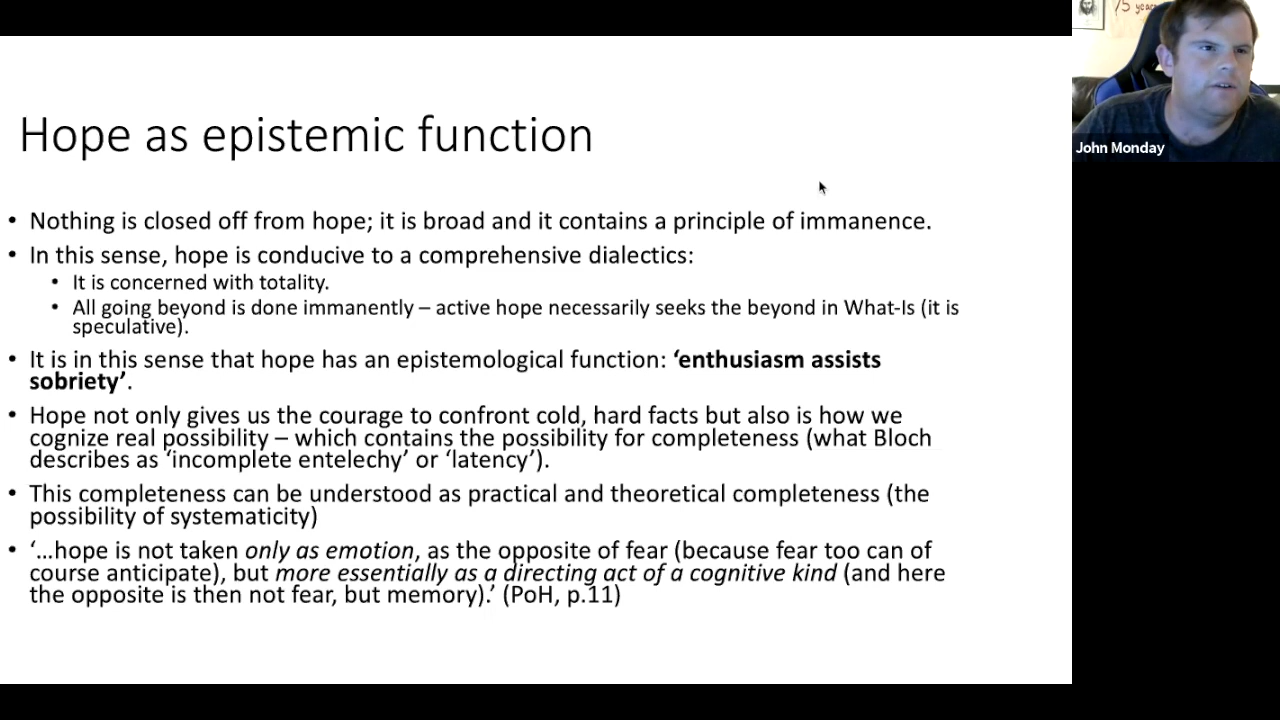 Hope as epistemic function
• Nothing is closed off from hope; it is broad and it contains a principle of immanence.
• In this sense, hope is conducive to a comprehensive dialectics:
• It is concerned with totality.
• All going beyond is done immanently – active hope necessarily seeks the beyond in What-Is (it is
speculative).
• It is in this sense that hope has an epistemological function: ‘enthusiasm assists
sobriety’.
• Hope not only gives us the courage to confront cold, hard facts but also is how we
cognize real possibility – which contains the possibility for completeness (what Bloch
describes as ‘incomplete entelechy’ or ‘latency’).
• This completeness can be understood as practical and theoretical completeness (the
possibility of systematicity)
• ‘…hope is not taken only as emotion, as the opposite of fear (because fear too can of
course anticipate), but more essentially as a directing act of a cognitive kind (and here
the opposite is then not fear, but memory).’ (PoH, p.11)
75 years
John Monday